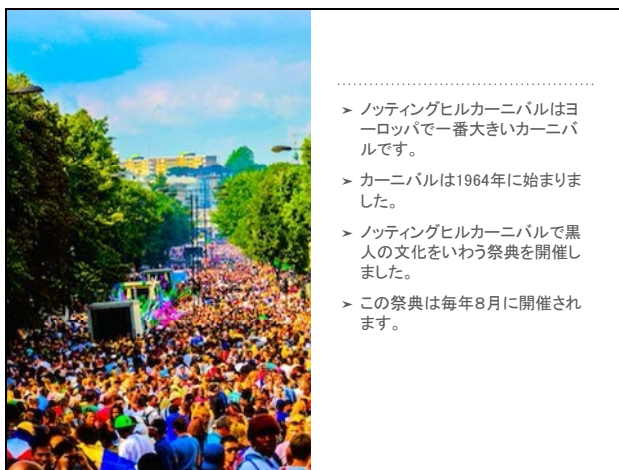 ➢ ノッティングヒルカーニバルはヨ
ーロッパで一番大きいカーニバ
ルです。
➢ カーニバルは1964年に始まりま
した。
➢ ノッティングヒルカーニバルで黒
人の文化をいわう祭典を開催し
ました。
➢ この祭典は毎年８月に開催され
ます。